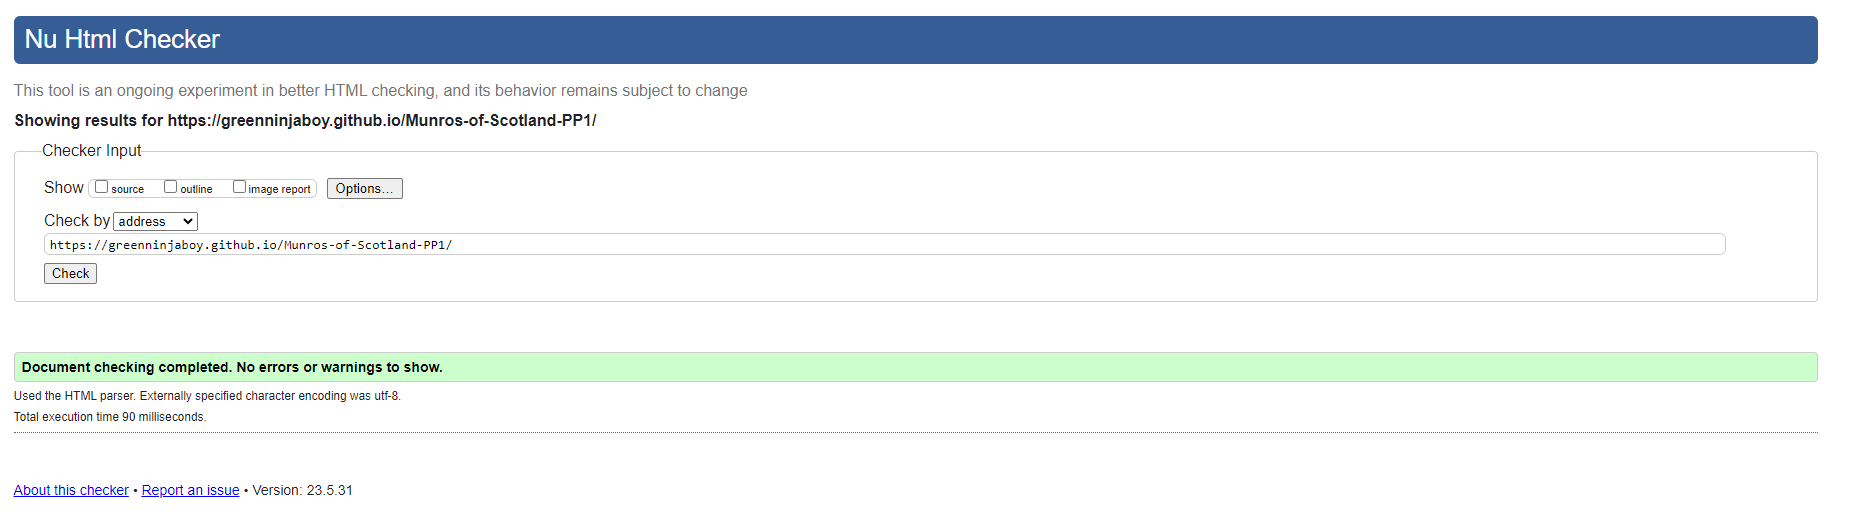 Nu Html Checker
This tool is an ongoing experiment in better HTML checking, and its behavior remains subject to change
Showing results for https://greenninjaboy.github.io/Munros-of-Scotland-PP1/
Checker Input
Show source outline image report Options...
Check by address
https://greenninjaboy.github.io/Munros-of-Scotland-PP1/
Check
Document checking completed. No errors or warnings to show.
Used the HTML parser. Externally specified character encoding was utf-8.
Total execution time 90 milliseconds.
About this checker • Report an issue • Version: 23.5.31